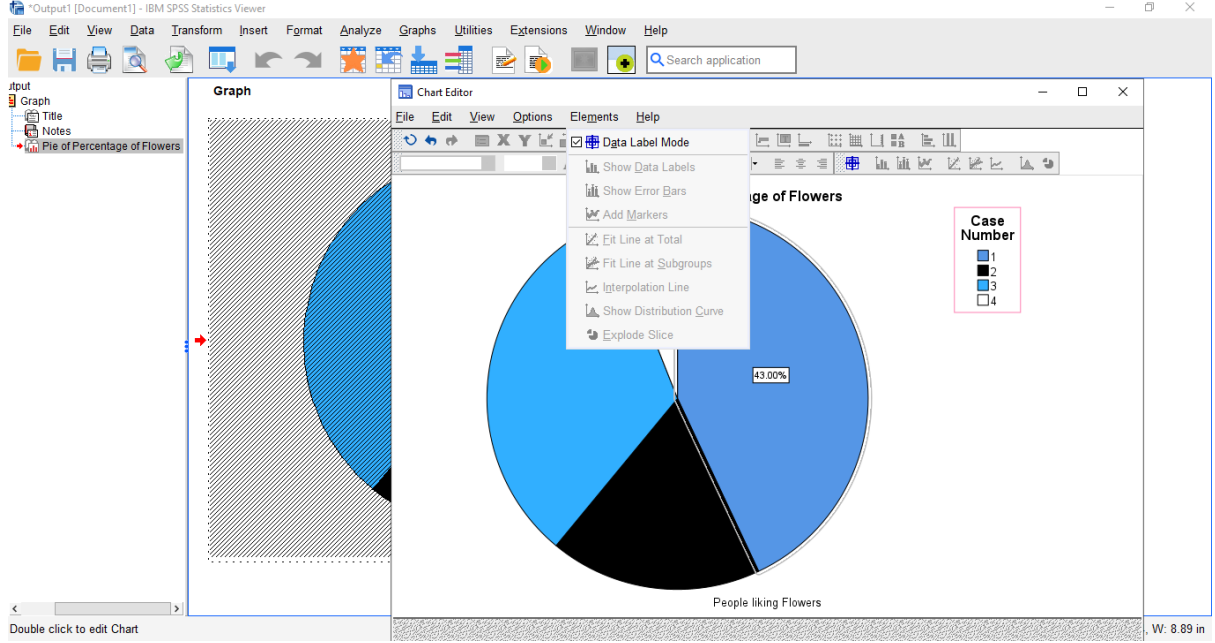 *Output1 [Document1] - IBM SPSS Statistics Viewer
File Edit View Data Transform Insert Format Analyze Graphs Utilities Extensions Window Help
Search application
utput
Graph
Title
Notes
Pie of Percentage of Flowers
Graph
Chart Editor
File Edit View Options Elements Help
Data Label Mode
Show Data Labels
Show Error Bars
Add Markers
Fit Line at Total
Fit Line at Subgroups
Interpolation Line
Show Distribution Curve
Explode Slice
X Y
ge of Flowers
Case
Number
1
2
3
4
43.00%
People liking Flowers
Double click to edit Chart
, W: 8.89 in